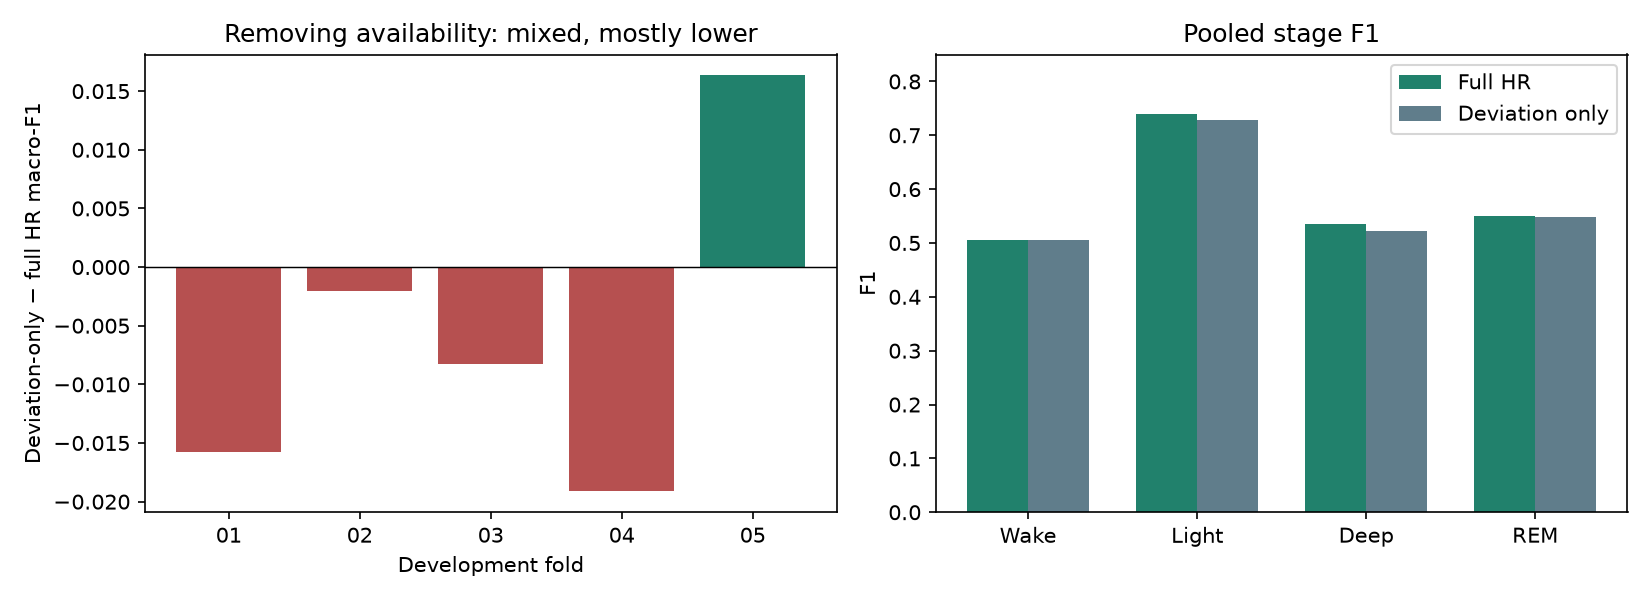 Removing availability: mixed, mostly lower
Deviation-only − full HR macro-F1
0.015
0.010
0.005
0.000
−0.005
−0.010
−0.015
−0.020
01 02 03 04 05
Development fold
Pooled stage F1
F1
0.8
0.7
0.6
0.5
0.4
0.3
0.2
0.1
0.0
Full HR
Deviation only
Wake Light Deep REM